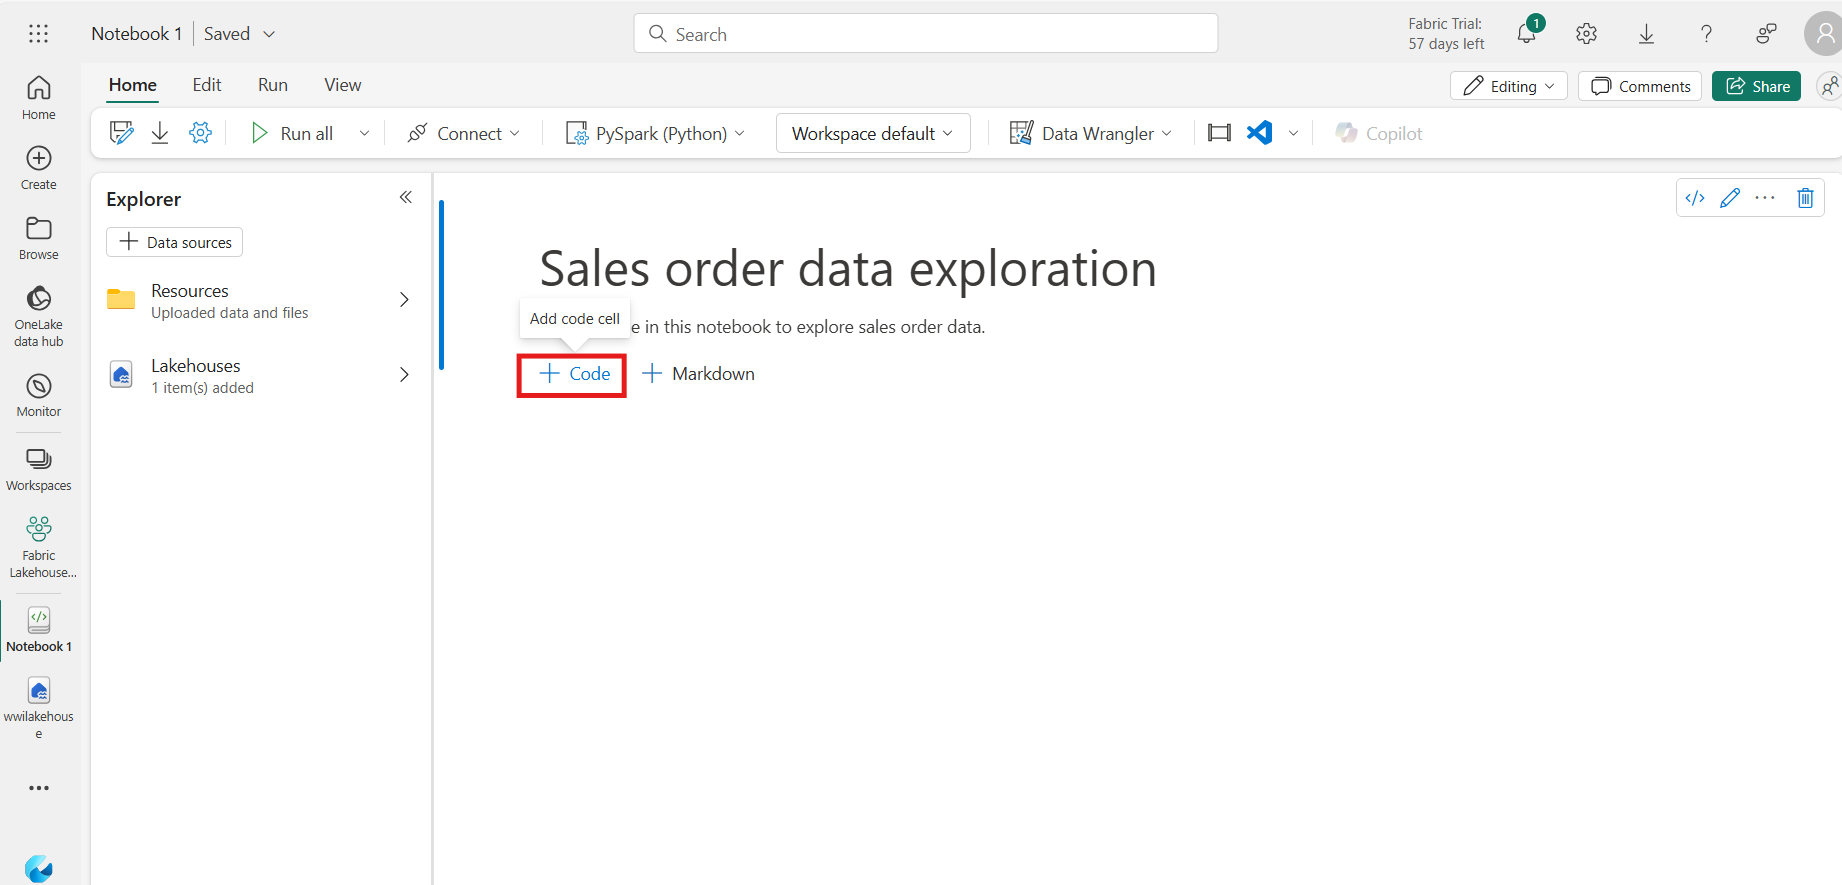 Notebook 1
Saved
Search
Fabric Trial:
57 days left
1
Home
Edit
Run
View
Editing
Comments
Share
Run all
Connect
PySpark (Python)
Workspace default
Data Wrangler
Copilot
Home
Create
Browse
OneLake
data hub
Monitor
Workspaces
Fabric
Lakehouse...
Notebook 1
wwilakehous
e
Explorer
Data sources
Resources
Uploaded data and files
Lakehouses
1 item(s) added
Sales order data exploration
Add code cell
e in this notebook to explore sales order data.
Code
Markdown